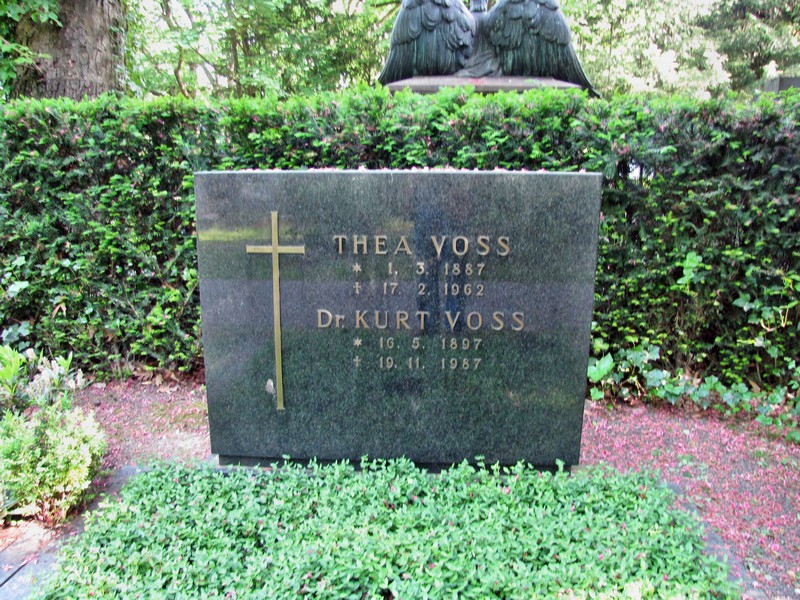 THEA VOSS
* 1. 3. 1887
† 17. 2. 1962
Dr. KURT VOSS
* 16. 5. 1897
† 19. 11. 1987